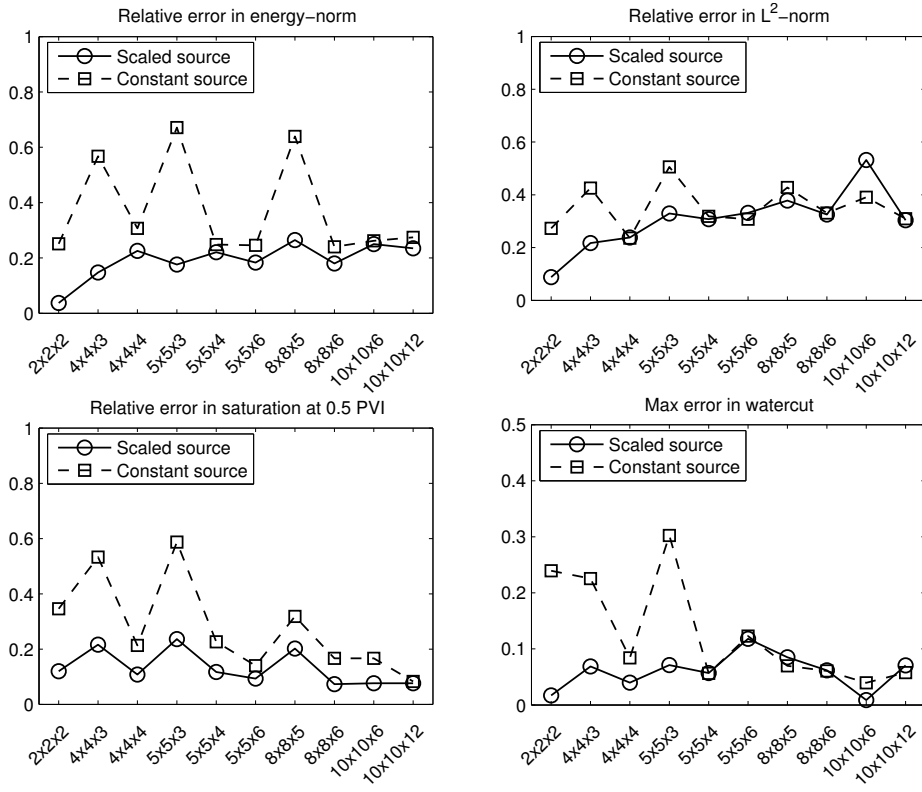 Relative error in energy−norm
1
0.8
0.6
0.4
0.2
0
Scaled source
Constant source
2x2x2
4x4x3
4x4x4
5x5x3
5x5x4
5x5x6
8x8x5
8x8x6
10x10x6
10x10x12
Relative error in L²−norm
1
0.8
0.6
0.4
0.2
0
Scaled source
Constant source
2x2x2
4x4x3
4x4x4
5x5x3
5x5x4
5x5x6
8x8x5
8x8x6
10x10x6
10x10x12
Relative error in saturation at 0.5 PVI
1
0.8
0.6
0.4
0.2
0
Scaled source
Constant source
2x2x2
4x4x3
4x4x4
5x5x3
5x5x4
5x5x6
8x8x5
8x8x6
10x10x6
10x10x12
Max error in watercut
0.5
0.4
0.3
0.2
0.1
0
Scaled source
Constant source
2x2x2
4x4x3
4x4x4
5x5x3
5x5x4
5x5x6
8x8x5
8x8x6
10x10x6
10x10x12